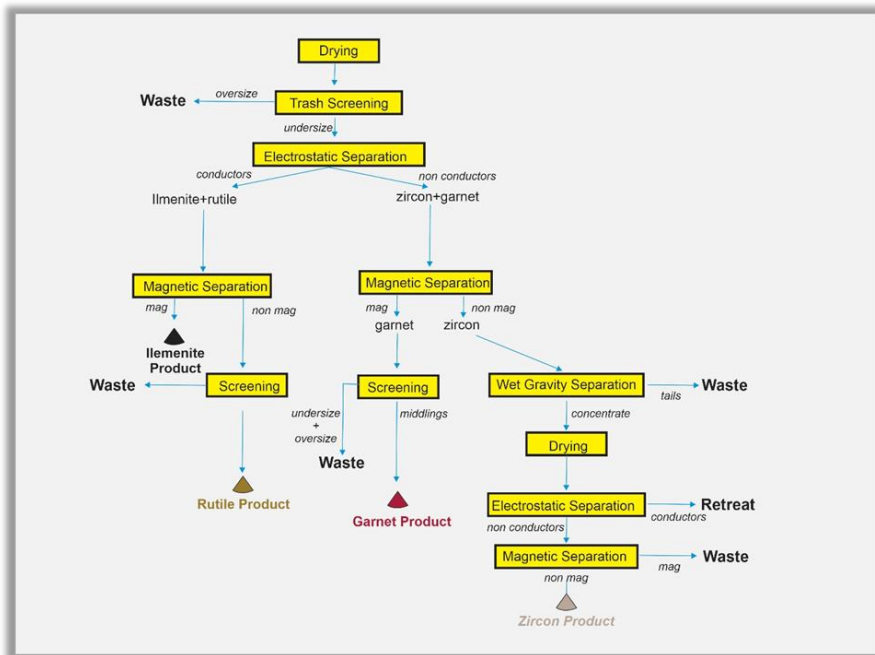 Drying
Waste
oversize
Trash Screening
undersize
Electrostatic Separation
conductors
non conductors
Ilmenite+rutile
zircon+garnet
Magnetic Separation
Magnetic Separation
mag
non mag
mag
non mag
garnet
zircon
Ilemenite
Product
Waste
Screening
Screening
Wet Gravity Separation
Waste
tails
undersize
+
oversize
middlings
concentrate
Waste
Drying
Rutile Product
Garnet Product
Electrostatic Separation
Retreat
conductors
non conductors
Magnetic Separation
Waste
mag
non mag
Zircon Product